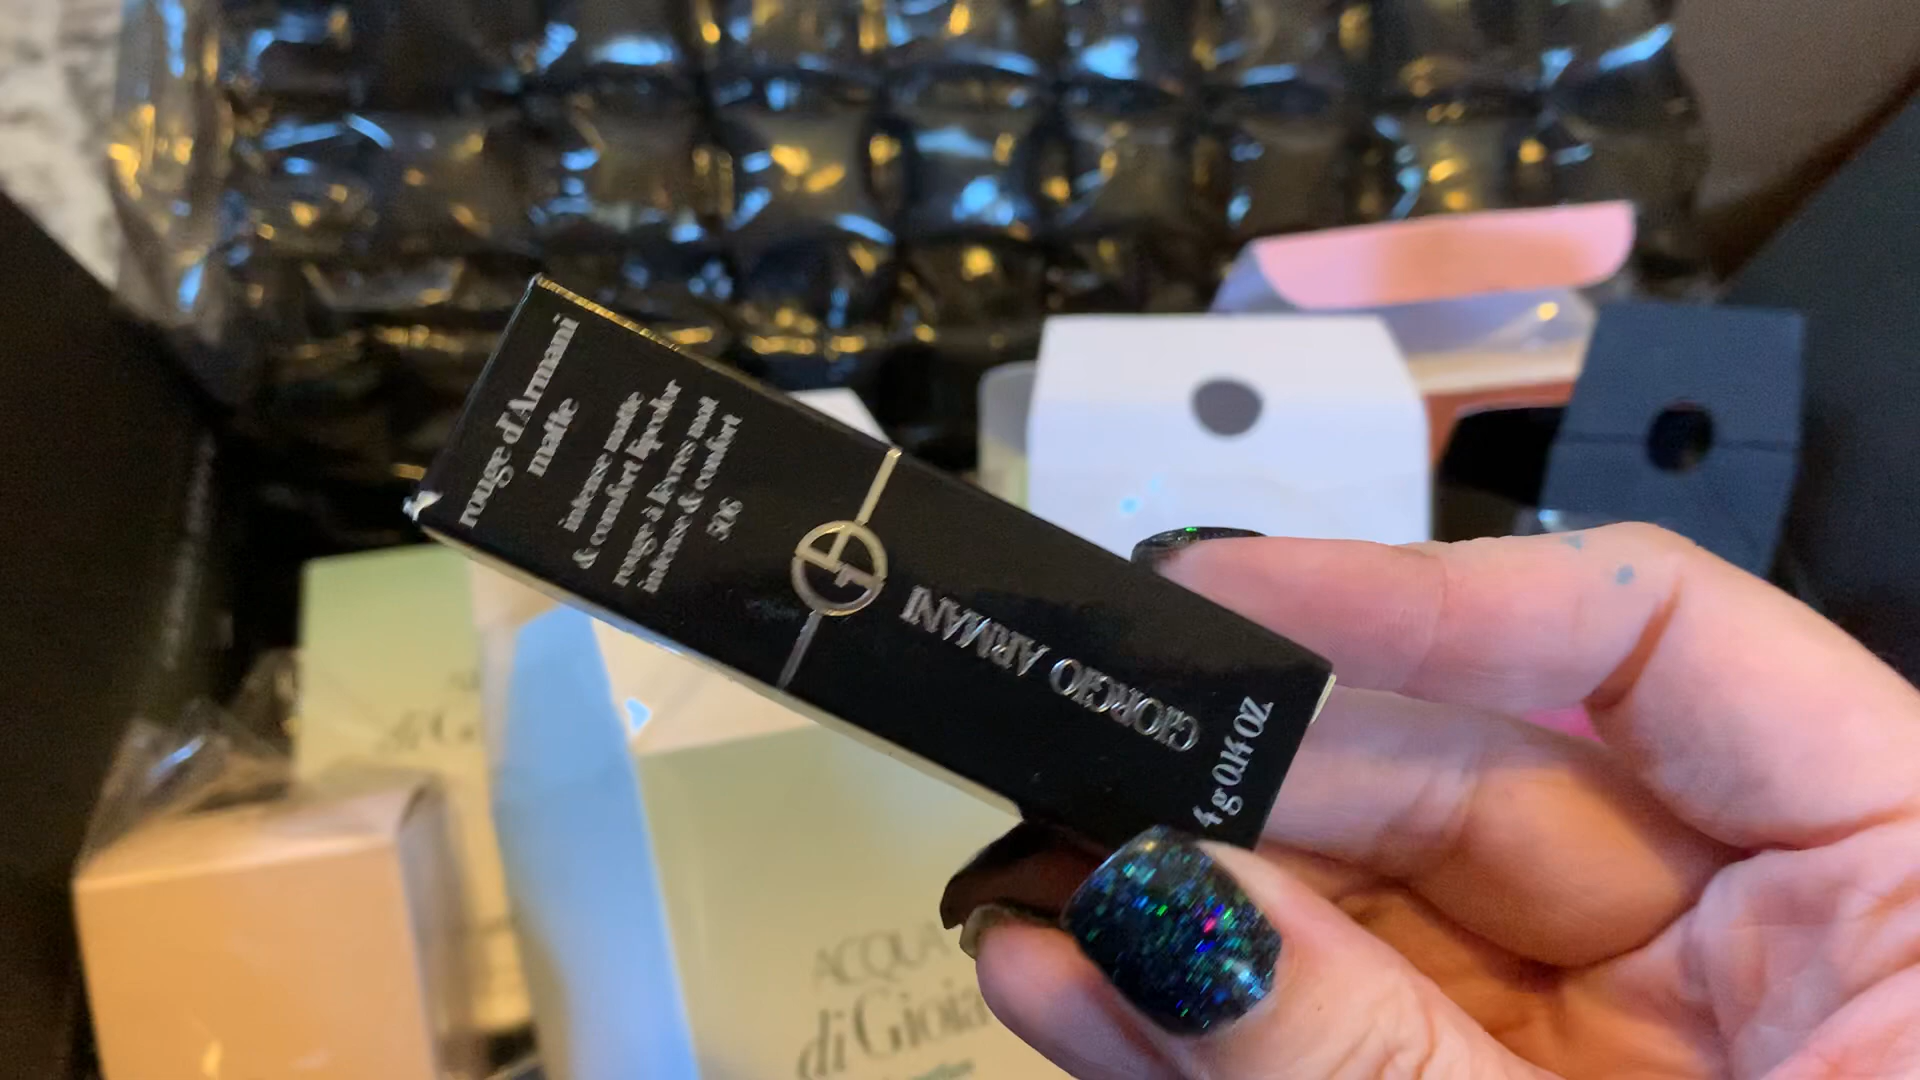 rouge d'Armani
matte
intense matte
& comfort lipcolor
rouge à lèvres mat
intense & confort
506
GIORGIO ARMANI
4 g 0.14 OZ
ACQUA
di Gioia